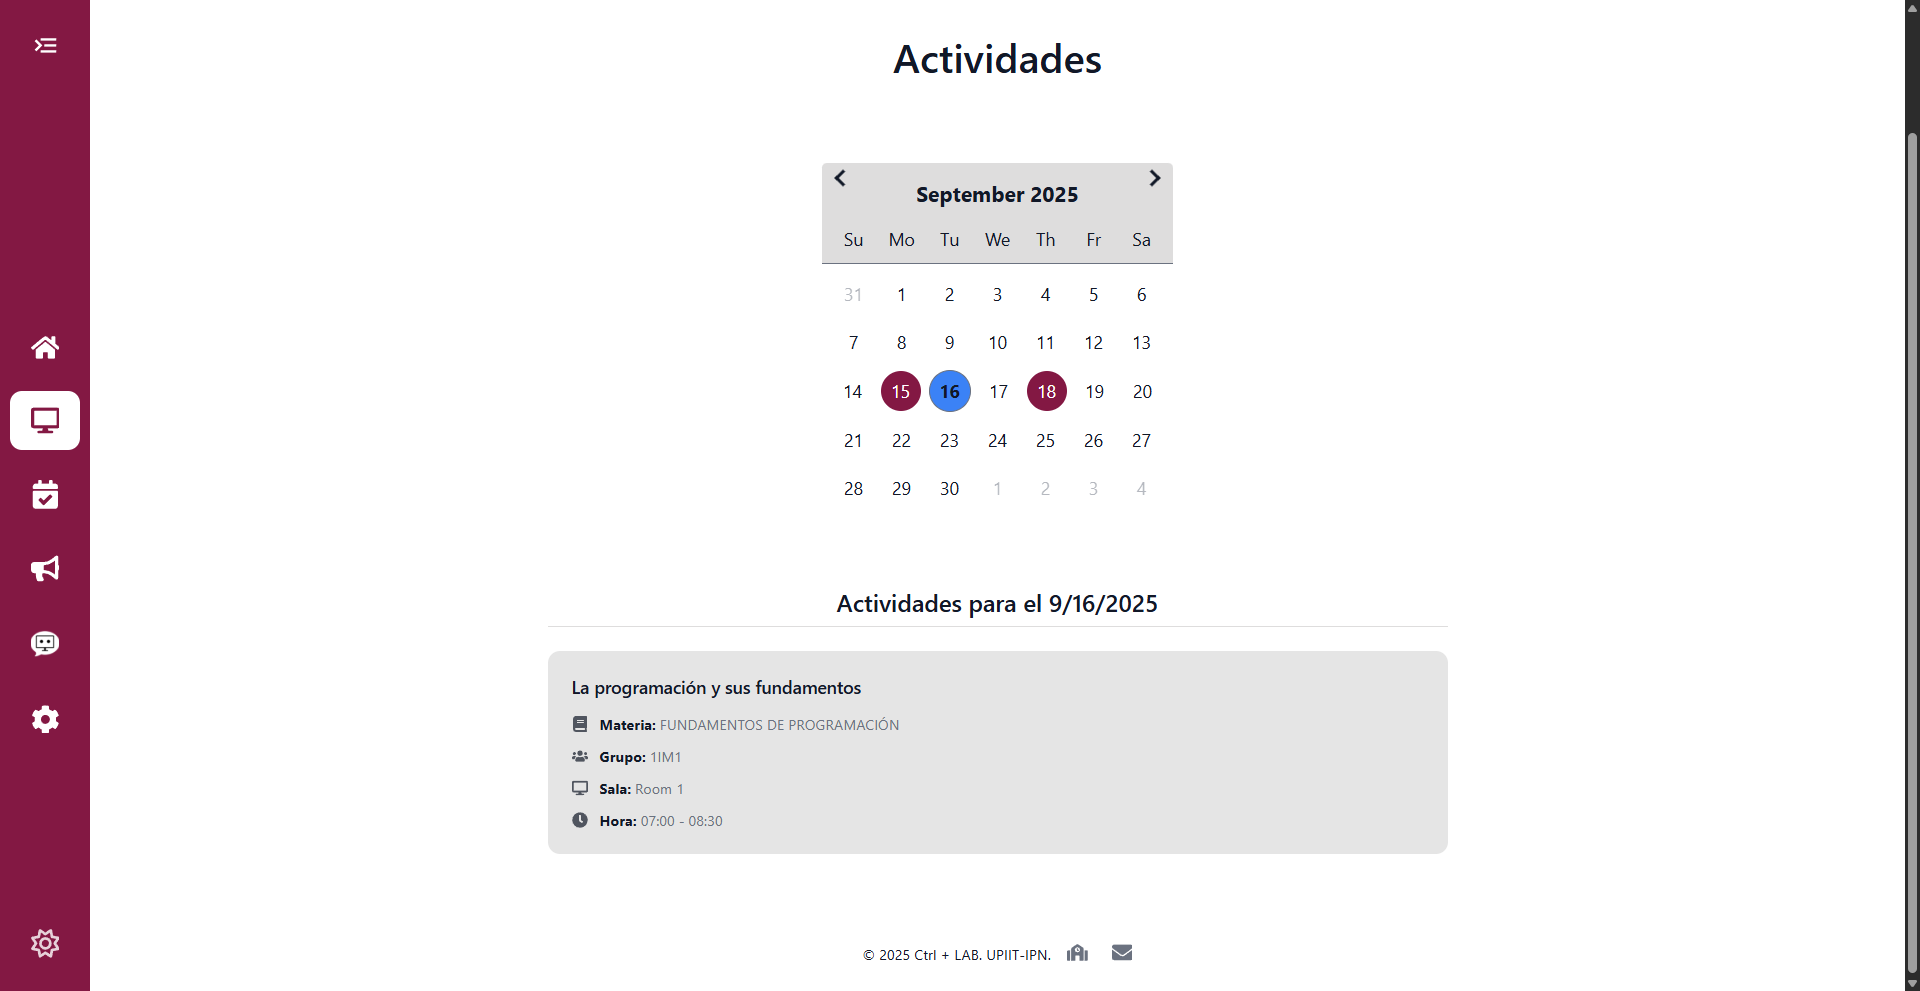 Actividades
September 2025
Su Mo Tu We Th Fr Sa
31 1 2 3 4 5 6
7 8 9 10 11 12 13
14 15 16 17 18 19 20
21 22 23 24 25 26 27
28 29 30 1 2 3 4
Actividades para el 9/16/2025
La programación y sus fundamentos
Materia: FUNDAMENTOS DE PROGRAMACIÓN
Grupo: 1IM1
Sala: Room 1
Hora: 07:00 - 08:30
© 2025 Ctrl + LAB. UPIIT-IPN.